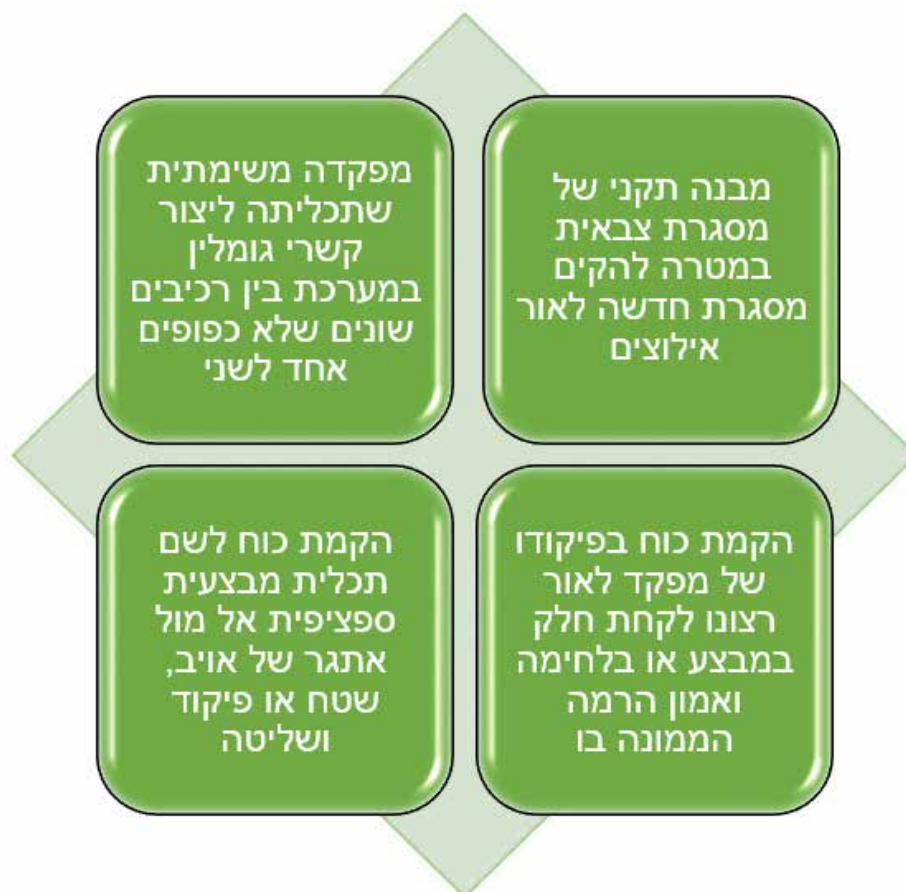 מבנה תקני של
מסגרת צבאית
במטרה להקים
מסגרת חדשה לאור
אילוצים
מפקדה משימתית
שתכליתה ליצור
קשרי גומלין
במערכת בין רכיבים
שונים שלא כפופים
אחד לשני
הקמת כוח בפיקודו
של מפקד לאור
רצונו לקחת חלק
במבצע או בלחימה
ואמון הרמה
הממונה בו
הקמת כוח לשם
תכלית מבצעית
ספציפית אל מול
אתגר של אויב,
שטח או פיקוד
ושליטה